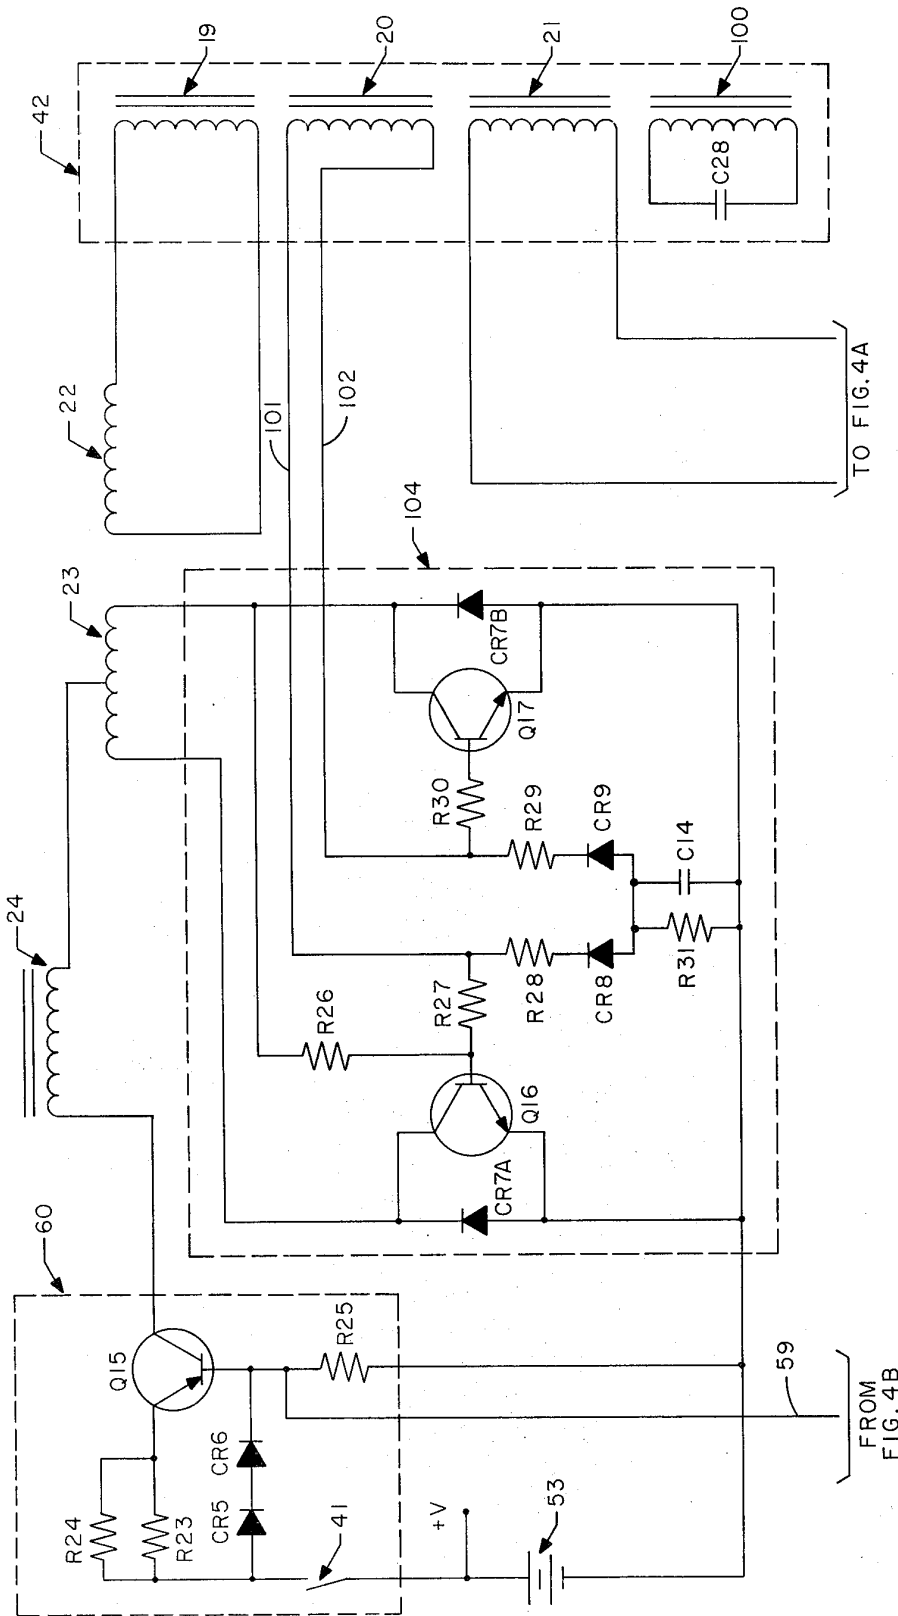 42
19
20
21
100
C28
22
101
102
TO FIG. 4A
23
104
CR7B
Q17
R30
R29
CR9
C14
24
R26
R27
R28
CR8
R31
Q16
CR7A
60
Q15
R25
R24
R23
CR6
CR5
41
+V
53
59
FROM
FIG. 4B